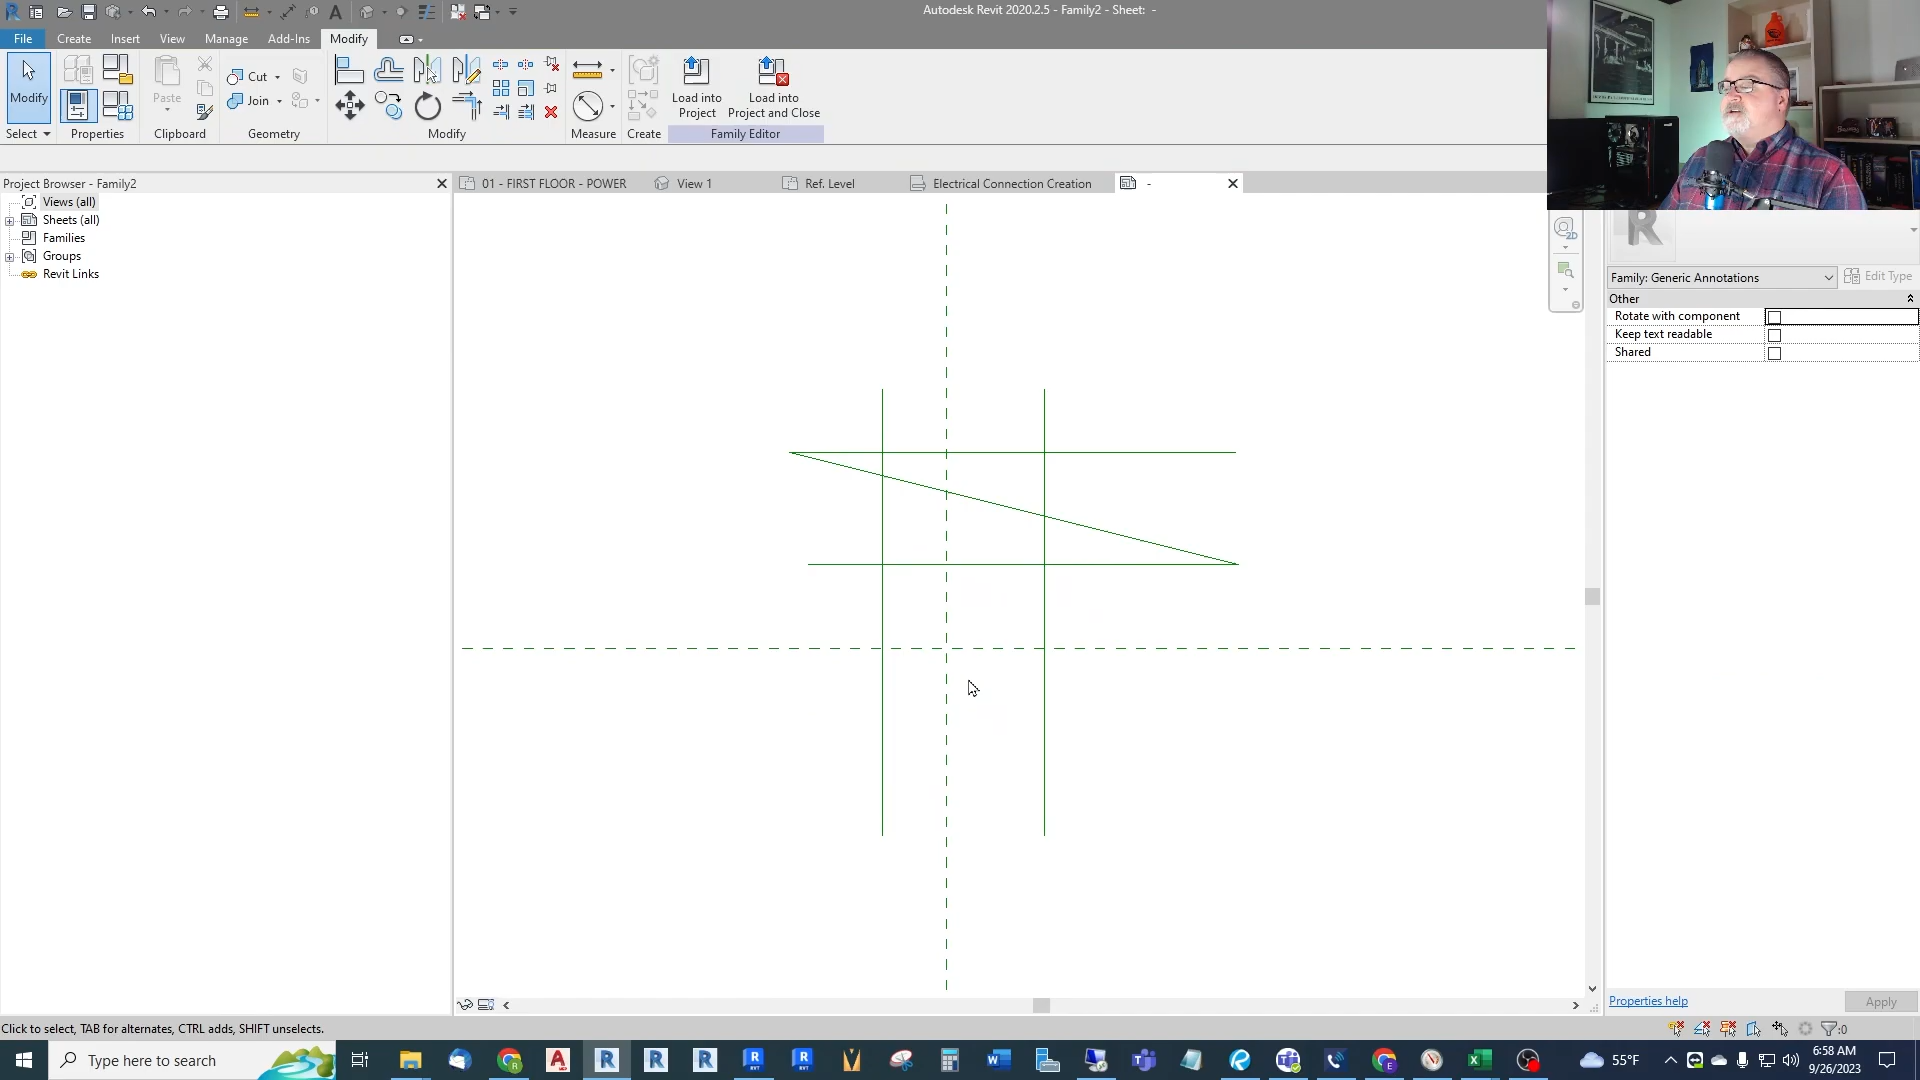 Autodesk Revit 2020.2.5 - Family2 - Sheet: -
File Create Insert View Manage Add-Ins Modify
Modify
Paste
Cut
Join
Load into Project
Load into Project and Close
Select Properties Clipboard Geometry Modify Measure Create Family Editor
Project Browser - Family2
01 - FIRST FLOOR - POWER View 1 Ref. Level Electrical Connection Creation -
Views (all)
Sheets (all)
Families
Groups
Revit Links
2D
Family: Generic Annotations Edit Type
Other
Rotate with component
Keep text readable
Shared
Properties help Apply
Click to select, TAB for alternates, CTRL adds, SHIFT unselects.
:0
Type here to search
55°F
6:58 AM
9/26/2023